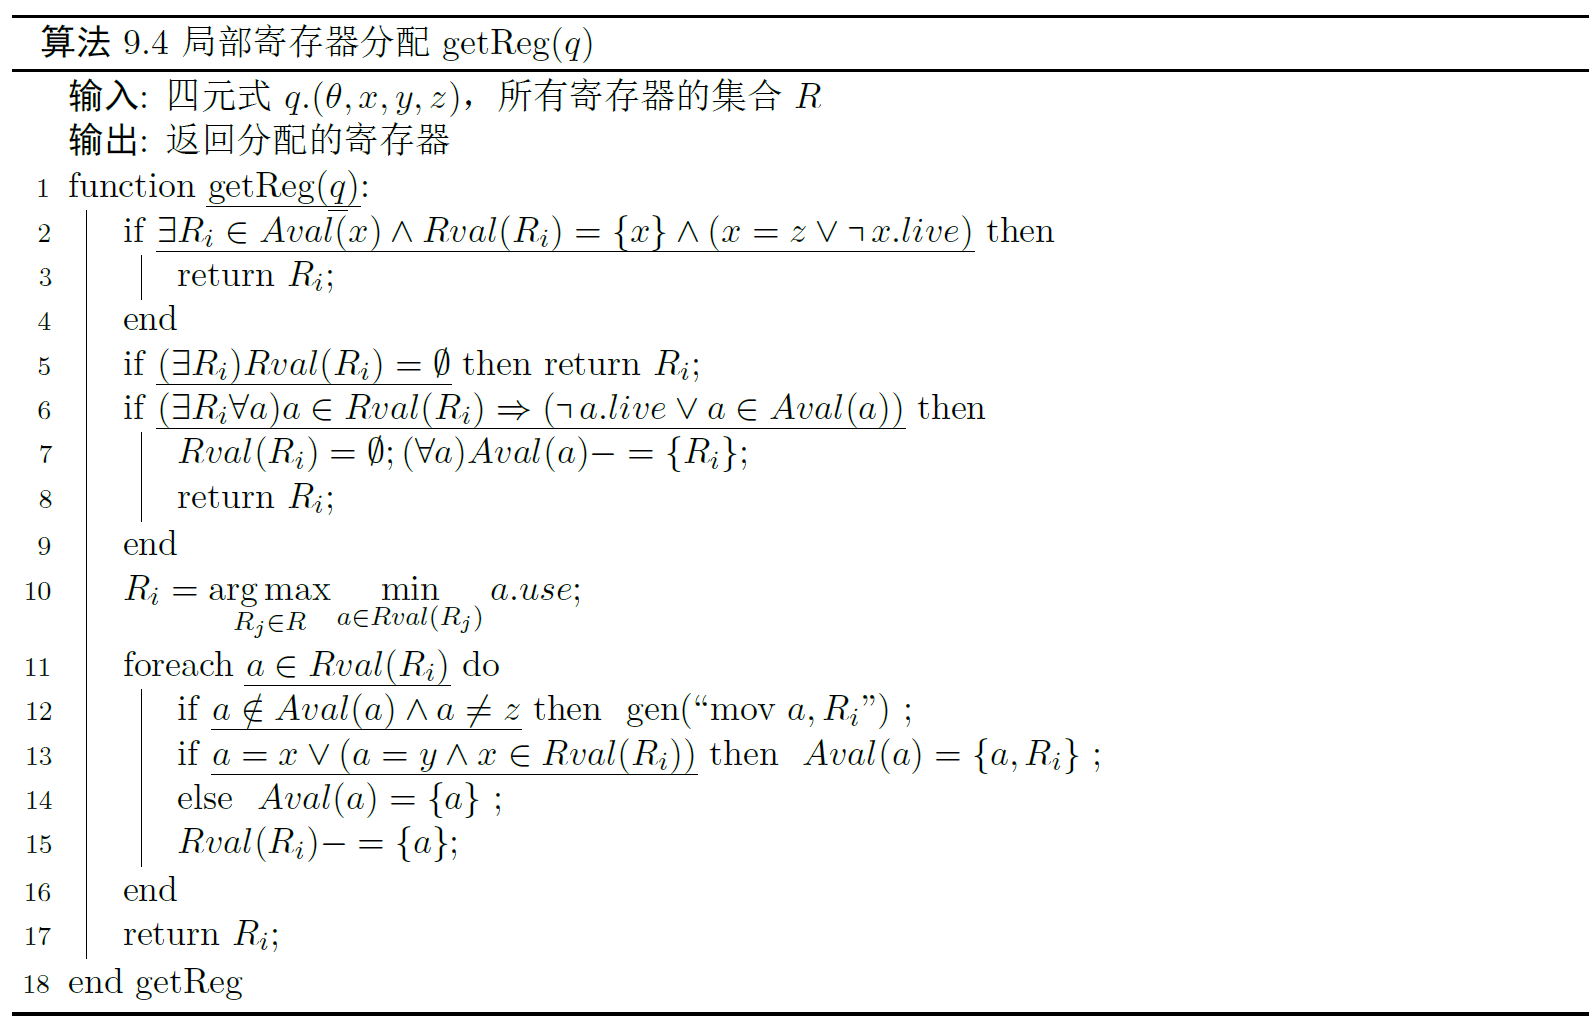 算法 9.4 局部寄存器分配 getReg(q)
输入: 四元式 q.(θ, x, y, z)，所有寄存器的集合 R
输出: 返回分配的寄存器
1 function getReg(q):
2 if ∃Rᵢ ∈ Aval(x) ∧ Rval(Rᵢ) = {x} ∧ (x = z ∨ ¬ x.live) then
3 return Rᵢ;
4 end
5 if (∃Rᵢ)Rval(Rᵢ) = ∅ then return Rᵢ;
6 if (∃Rᵢ∀a)a ∈ Rval(Rᵢ) ⇒ (¬ a.live ∨ a ∈ Aval(a)) then
7 Rval(Rᵢ) = ∅; (∀a)Aval(a)− = {Rᵢ};
8 return Rᵢ;
9 end
10 Rᵢ = arg max_{Rⱼ∈R} min_{a∈Rval(Rⱼ)} a.use;
11 foreach a ∈ Rval(Rᵢ) do
12 if a ∉ Aval(a) ∧ a ≠ z then gen(“mov a, Rᵢ”) ;
13 if a = x ∨ (a = y ∧ x ∈ Rval(Rᵢ)) then Aval(a) = {a, Rᵢ} ;
14 else Aval(a) = {a} ;
15 Rval(Rᵢ)− = {a};
16 end
17 return Rᵢ;
18 end getReg